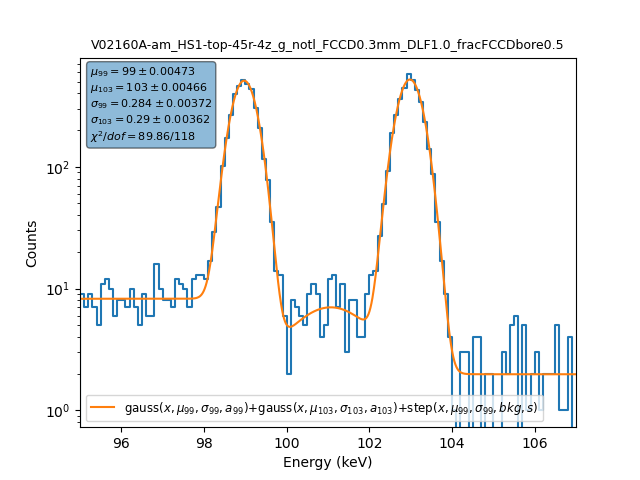 V02160A-am_HS1-top-45r-4z_g_notl_FCCD0.3mm_DLF1.0_fracFCCDbore0.5
μ₉₉ = 99 ± 0.00473
μ₁₀₃ = 103 ± 0.00466
σ₉₉ = 0.284 ± 0.00372
σ₁₀₃ = 0.29 ± 0.00362
χ²/dof = 89.86/118
10²
10¹
10⁰
Counts
gauss(x, μ₉₉, σ₉₉, a₉₉)+gauss(x, μ₁₀₃, σ₁₀₃, a₁₀₃)+step(x, μ₉₉, σ₉₉, bkg, s)
96 98 100 102 104 106
Energy (keV)